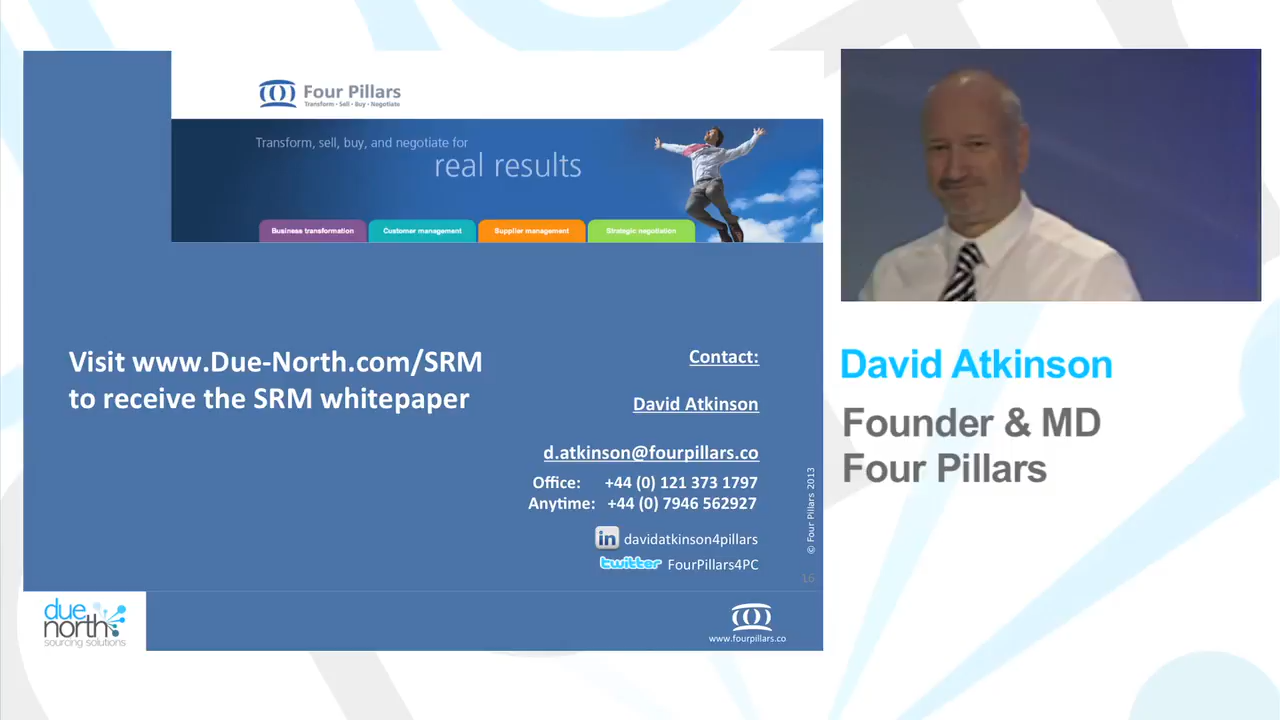 Four Pillars
Transform • Sell • Buy • Negotiate
Transform, sell, buy, and negotiate for
real results
Business transformation
Customer management
Supplier management
Strategic negotiation
Visit www.Due-North.com/SRM
to receive the SRM whitepaper
Contact:
David Atkinson
d.atkinson@fourpillars.co
Office: +44 (0) 121 373 1797
Anytime: +44 (0) 7946 562927
in davidatkinson4pillars
twitter FourPillars4PC
© Four Pillars 2013
16
due
north
sourcing solutions
www.fourpillars.co
David Atkinson
Founder & MD
Four Pillars